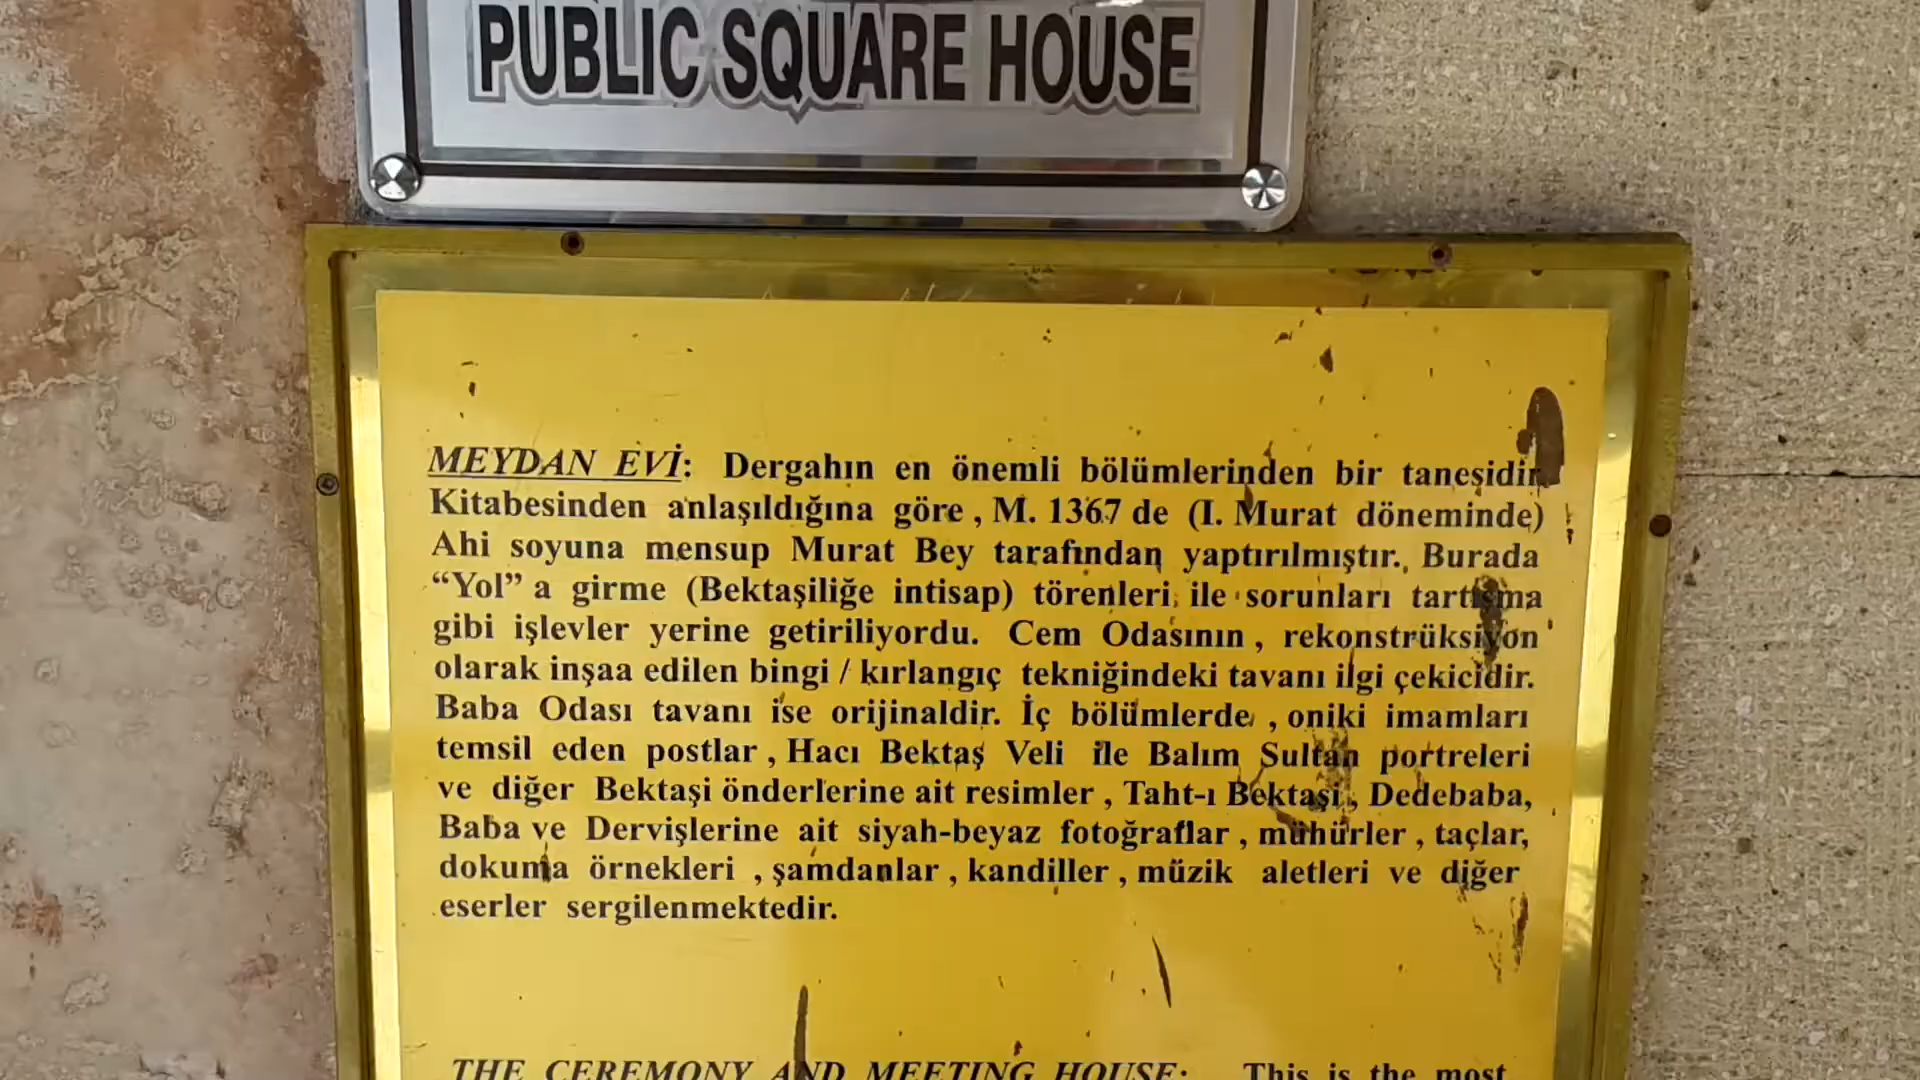 PUBLIC SQUARE HOUSE
MEYDAN EVİ: Dergahın en önemli bölümlerinden bir tanesidir.
Kitabesinden anlaşıldığına göre , M. 1367 de (I. Murat döneminde)
Ahi soyuna mensup Murat Bey tarafından yaptırılmıştır. Burada
“Yol” a girme (Bektaşiliğe intisap) törenleri ile sorunları tartışma
gibi işlevler yerine getiriliyordu. Cem Odasının , rekonstrüksiyon
olarak inşaa edilen bingi / kırlangıç tekniğindeki tavanı ilgi çekicidir.
Baba Odası tavanı ise orijinaldir. İç bölümlerde , oniki imamları
temsil eden postlar , Hacı Bektaş Veli ile Balım Sultan portreleri
ve diğer Bektaşi önderlerine ait resimler , Taht-ı Bektaşi , Dedebaba,
Baba ve Dervişlerine ait siyah-beyaz fotoğraflar , mühürler , taçlar,
dokuma örnekleri , şamdanlar , kandiller , müzik aletleri ve diğer
eserler sergilenmektedir.
THE CEREMONY AND MEETING HOUSE: This is the most